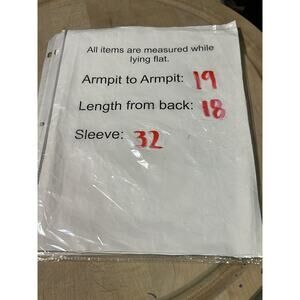 All items are measured while
lying flat.
Armpit to Armpit: 19
Length from back: 18
Sleeve: 32